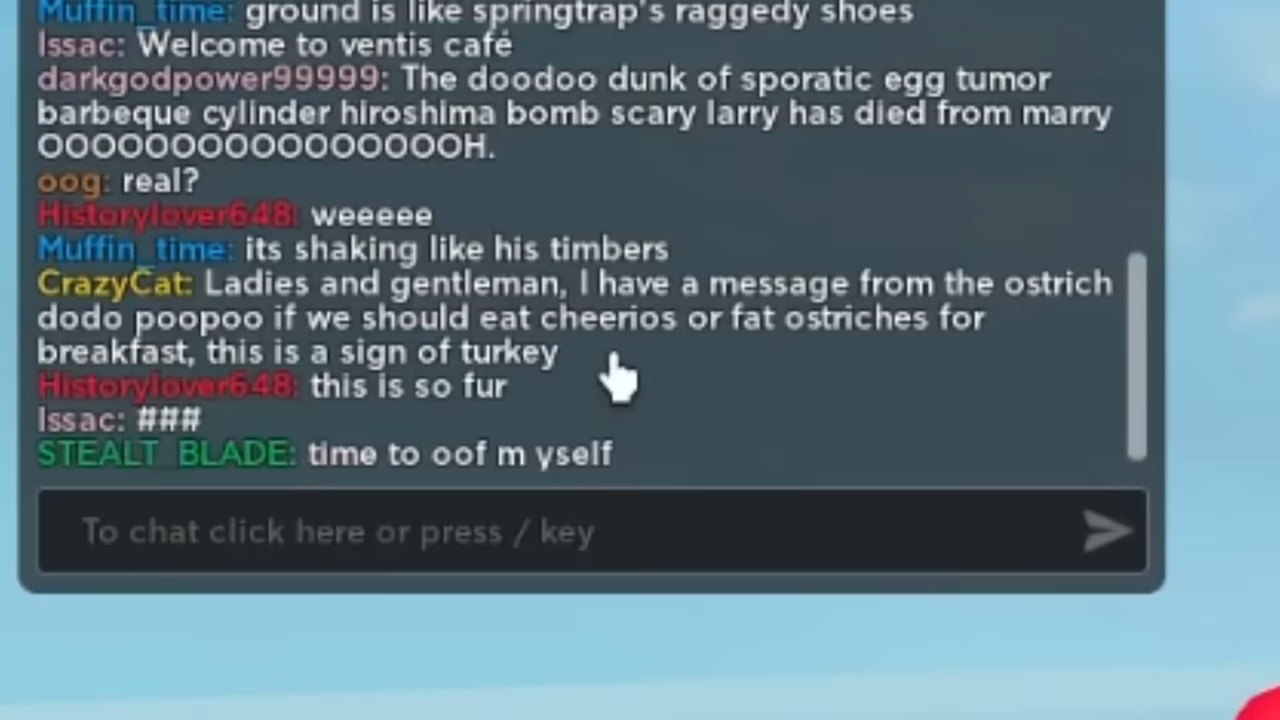 Muffin_time: ground is like springtrap's raggedy shoes
Issac: Welcome to ventis café
darkgodpower99999: The doodoo dunk of sporatic egg tumor
barbeque cylinder hiroshima bomb scary larry has died from marry
OOOOOOOOOOOOOOOOOH.
oog: real?
Historylover648: weeeee
Muffin_time: its shaking like his timbers
CrazyCat: Ladies and gentleman, I have a message from the ostrich
dodo poopoo if we should eat cheerios or fat ostriches for
breakfast, this is a sign of turkey
Historylover648: this is so fur
Issac: ###
STEALT_BLADE: time to oof m yself
To chat click here or press / key